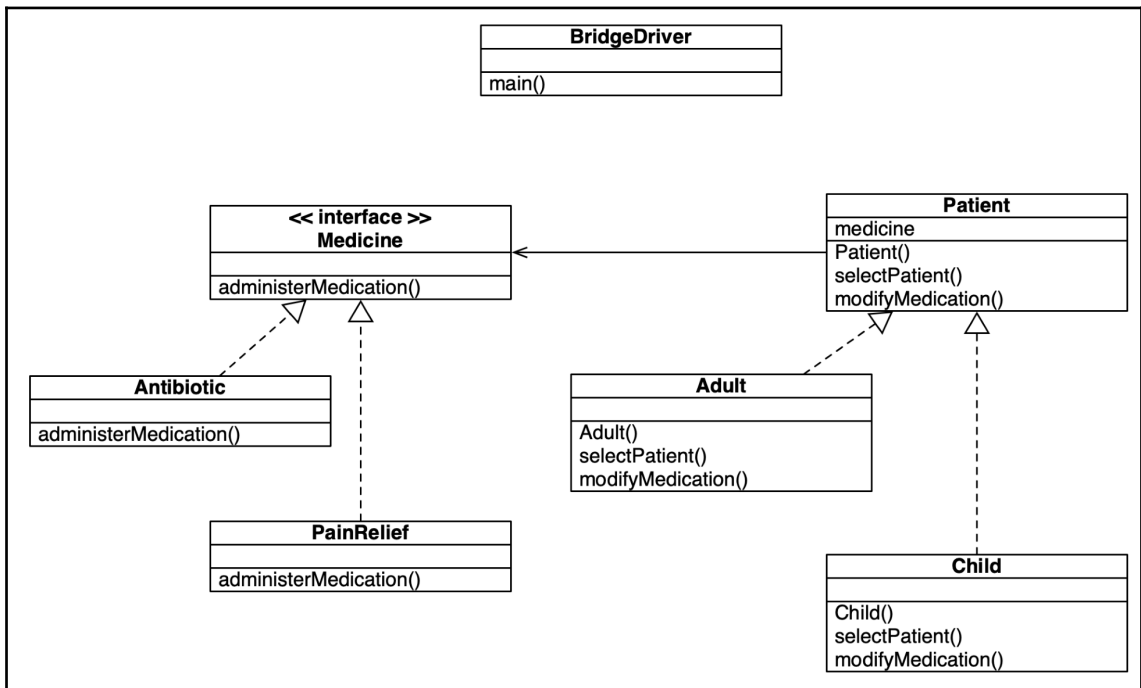 BridgeDriver
main()
<< interface >>
Medicine
administerMedication()
Patient
medicine
Patient()
selectPatient()
modifyMedication()
Antibiotic
administerMedication()
Adult
Adult()
selectPatient()
modifyMedication()
PainRelief
administerMedication()
Child
Child()
selectPatient()
modifyMedication()